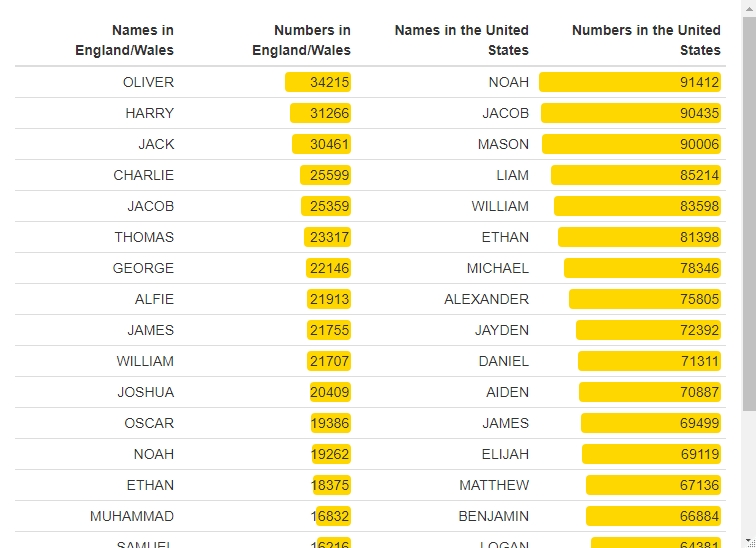 Names in England/Wales Numbers in England/Wales Names in the United States Numbers in the United States
OLIVER 34215 NOAH 91412
HARRY 31266 JACOB 90435
JACK 30461 MASON 90006
CHARLIE 25599 LIAM 85214
JACOB 25359 WILLIAM 83598
THOMAS 23317 ETHAN 81398
GEORGE 22146 MICHAEL 78346
ALFIE 21913 ALEXANDER 75805
JAMES 21755 JAYDEN 72392
WILLIAM 21707 DANIEL 71311
JOSHUA 20409 AIDEN 70887
OSCAR 19386 JAMES 69499
NOAH 19262 ELIJAH 69119
ETHAN 18375 MATTHEW 67136
MUHAMMAD 16832 BENJAMIN 66884
SAMUEL 16216 LOGAN 64381